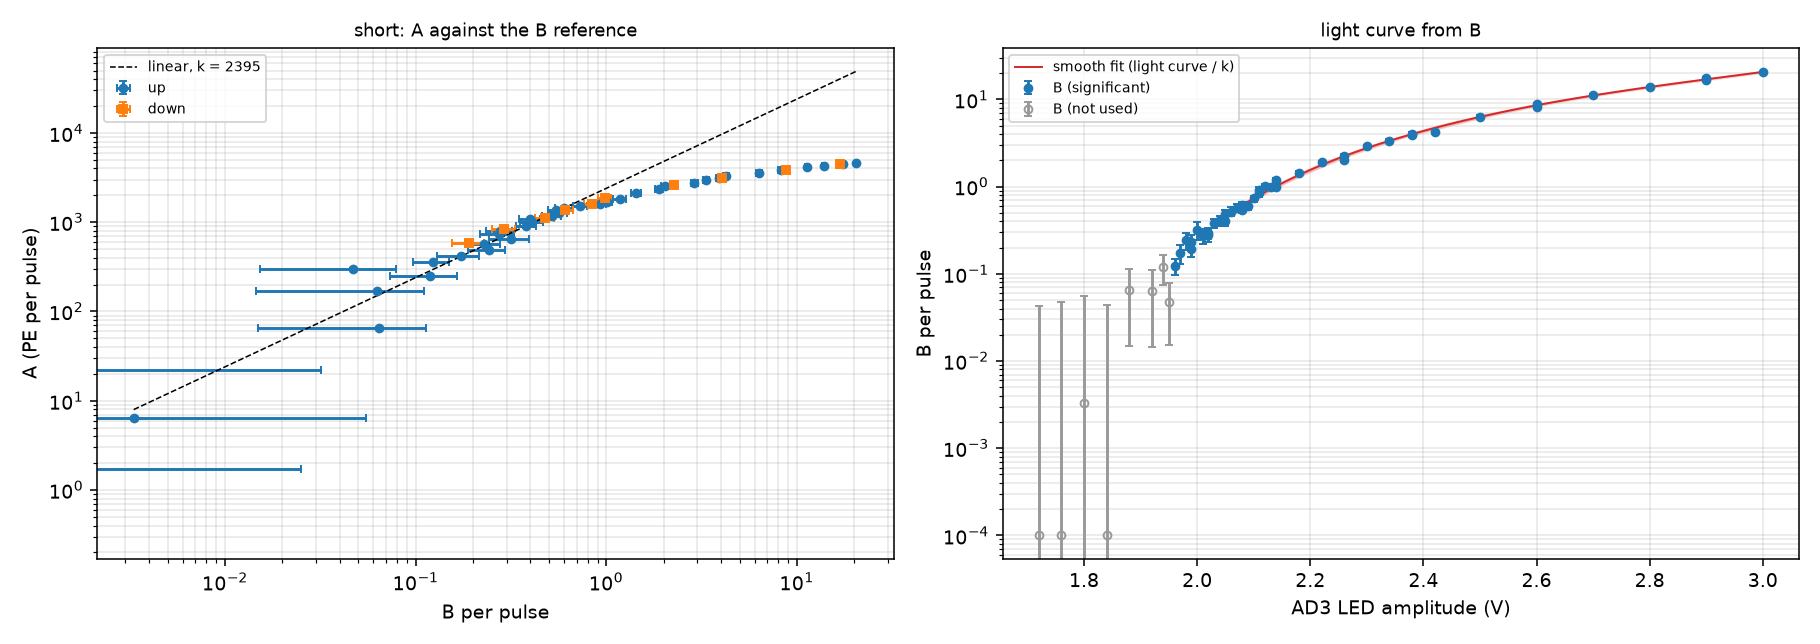 short: A against the B reference
linear, k = 2395
up
down
10⁴
10³
10²
10¹
10⁰
A (PE per pulse)
10⁻²
10⁻¹
10⁰
10¹
B per pulse
light curve from B
smooth fit (light curve / k)
B (significant)
B (not used)
10¹
10⁰
10⁻¹
10⁻²
10⁻³
10⁻⁴
B per pulse
1.8
2.0
2.2
2.4
2.6
2.8
3.0
AD3 LED amplitude (V)